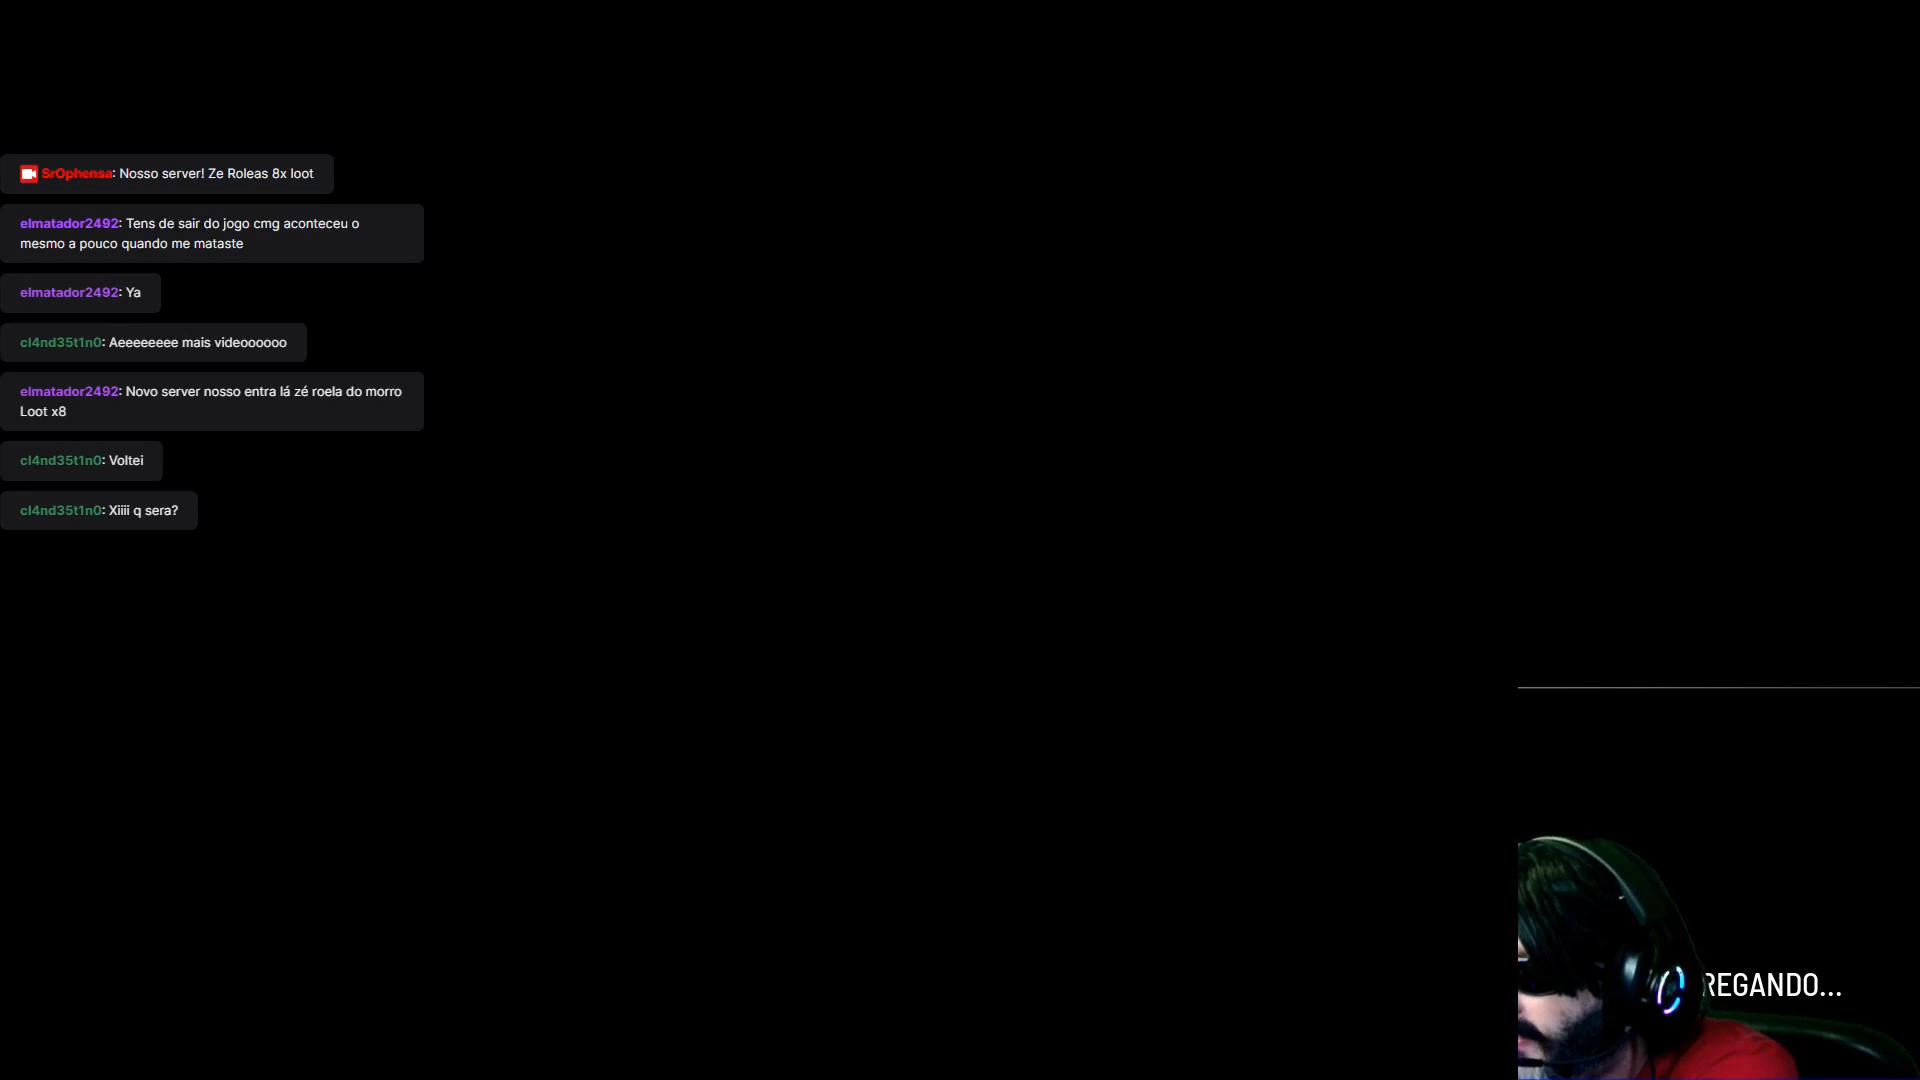 SrOphensa: Nosso server! Ze Roleas 8x loot
elmatador2492: Tens de sair do jogo cmg aconteceu o
mesmo a pouco quando me mataste
elmatador2492: Ya
cl4nd35t1n0: Aeeeeeeee mais videoooooo
elmatador2492: Novo server nosso entra lá zé roela do morro
Loot x8
cl4nd35t1n0: Voltei
cl4nd35t1n0: Xiiii q sera?
REGANDO...